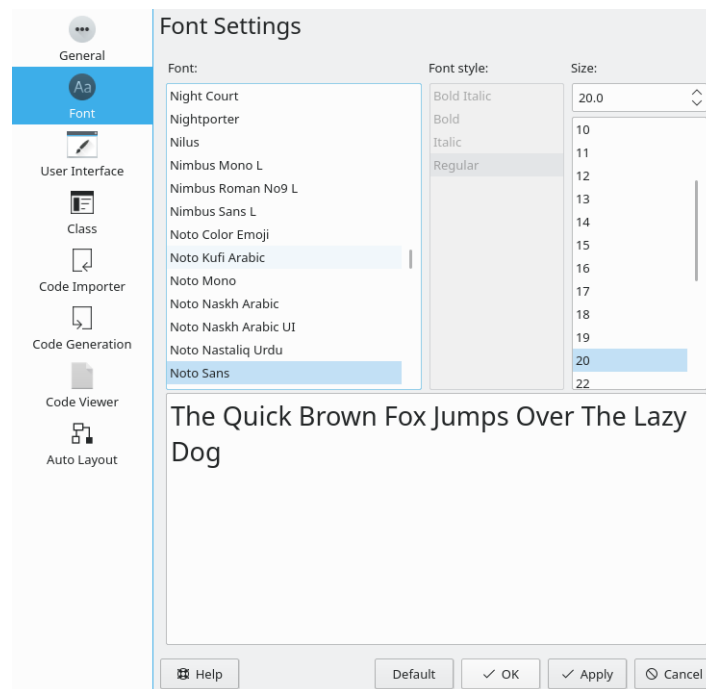 Font Settings
General
Font
User Interface
Class
Code Importer
Code Generation
Code Viewer
Auto Layout
Font:
Night Court
Nightporter
Nilus
Nimbus Mono L
Nimbus Roman No9 L
Nimbus Sans L
Noto Color Emoji
Noto Kufi Arabic
Noto Mono
Noto Naskh Arabic
Noto Naskh Arabic UI
Noto Nastaliq Urdu
Noto Sans
Font style:
Bold Italic
Bold
Italic
Regular
Size:
20.0
10
11
12
13
14
15
16
17
18
19
20
22
The Quick Brown Fox Jumps Over The Lazy
Dog
Help
Default
OK
Apply
Cancel